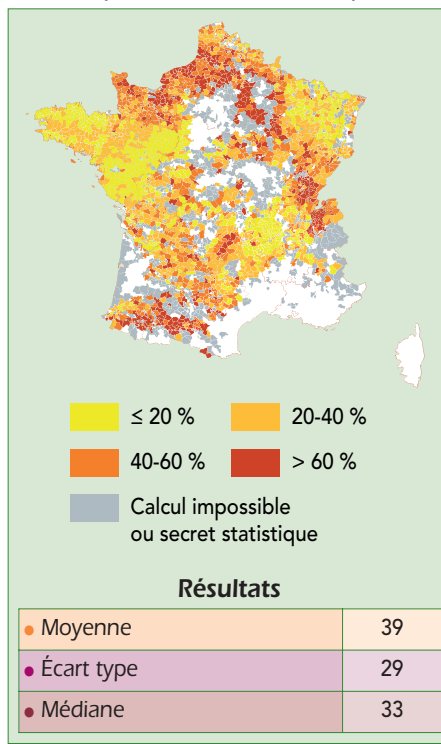 ≤ 20 %
20-40 %
40-60 %
> 60 %
Calcul impossible
ou secret statistique
Résultats
• Moyenne 39
• Écart type 29
• Médiane 33